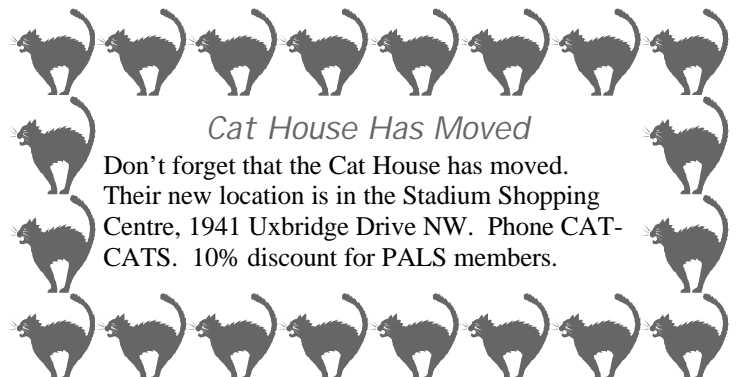 Cat House Has Moved
Don’t forget that the Cat House has moved.
Their new location is in the Stadium Shopping
Centre, 1941 Uxbridge Drive NW.  Phone CAT-
CATS.  10% discount for PALS members.